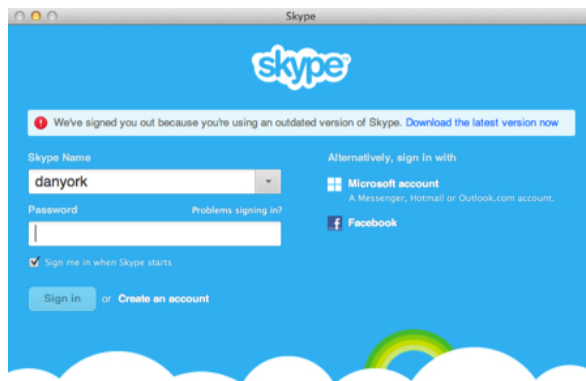 Skype
skype
We've signed you out because you're using an outdated version of Skype. Download the latest version now
Skype Name
danyork
Password Problems signing in?
Sign me in when Skype starts
Sign in or Create an account
Alternatively, sign in with
Microsoft account
A Messenger, Hotmail or Outlook.com account.
Facebook